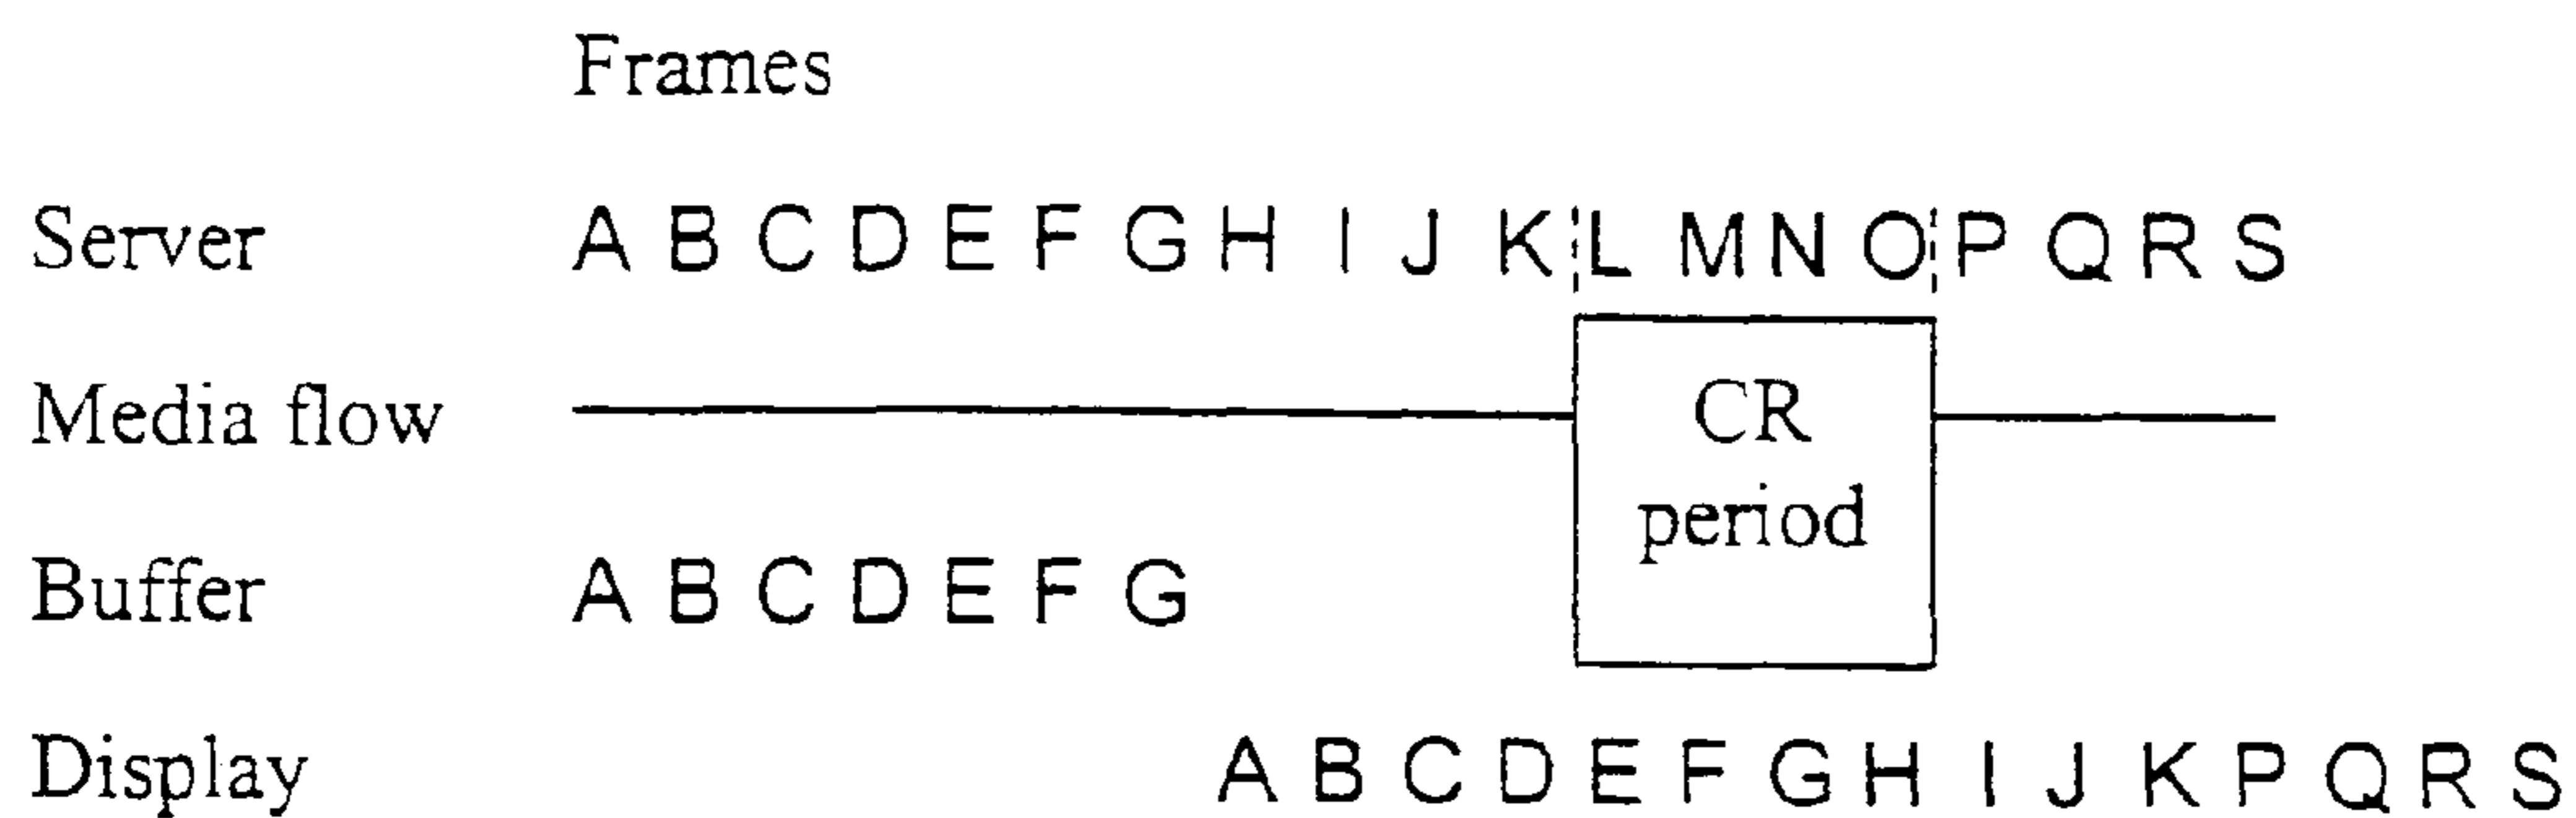 Frames
Server A B C D E F G H I J K L M N O P Q R S
Media flow
CR
period
Buffer A B C D E F G
Display A B C D E F G H I J K P Q R S